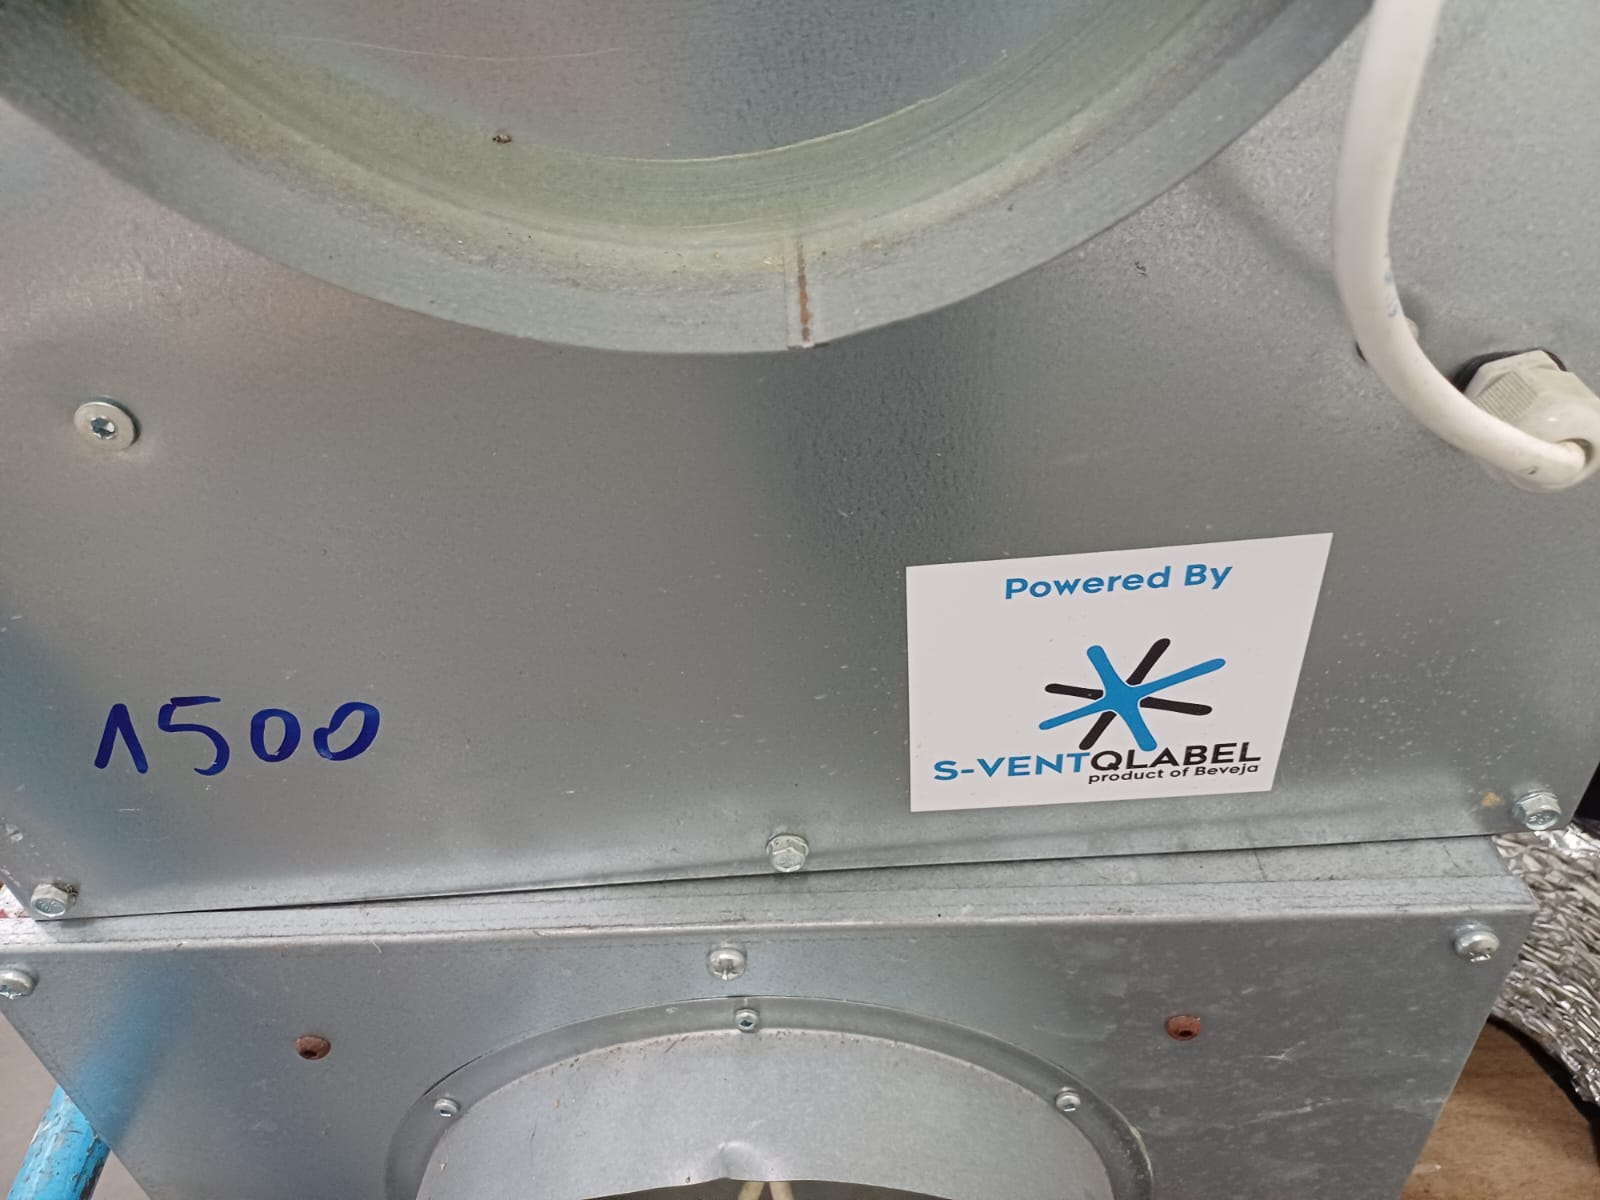 Powered By
S-VENTQLABEL
product of Beveja
1500